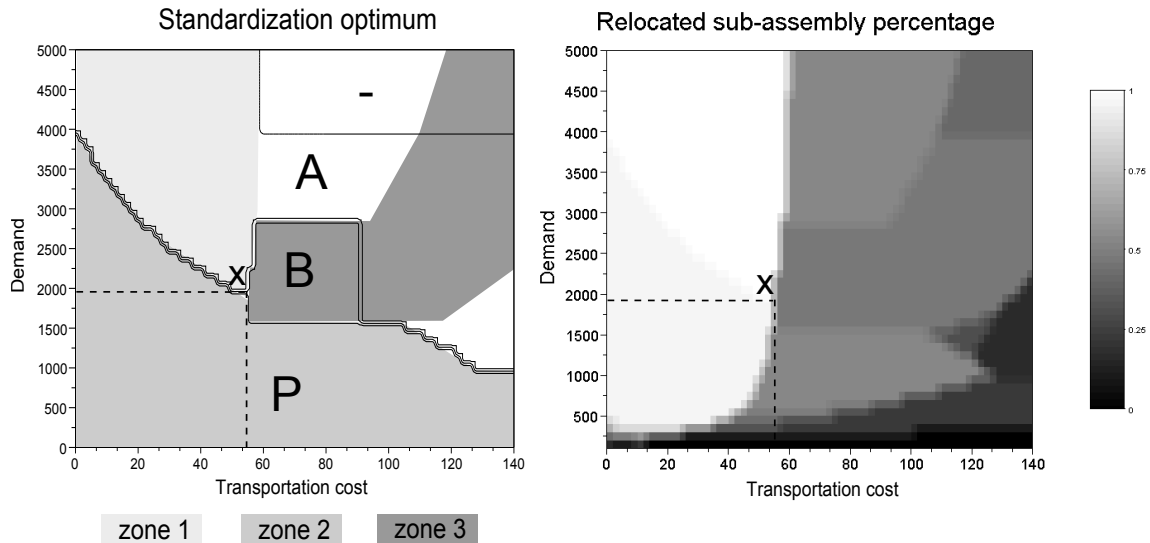 Standardization optimum
5000
4500
4000
3500
3000
2500
2000
1500
1000
500
0
Demand
-
A
x
B
P
0 20 40 60 80 100 120 140
Transportation cost
zone 1 zone 2 zone 3
Relocated sub-assembly percentage
5000
4500
4000
3500
3000
2500
2000
1500
1000
500
Demand
x
0 20 40 60 80 100 120 140
Transportation cost
1
0.75
0.5
0.25
0